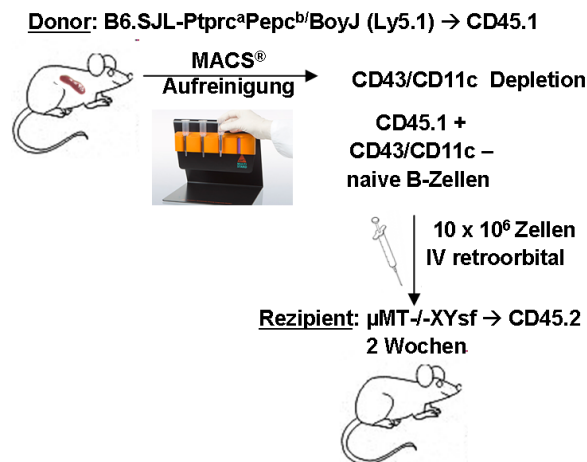 Donor: B6.SJL-PtprcᵃPepcᵇ/BoyJ (Ly5.1) → CD45.1
MACS®
Aufreinigung
CD43/CD11c Depletion
CD45.1 +
CD43/CD11c –
naive B-Zellen
10 x 10⁶ Zellen
IV retroorbital
Rezipient: µMT-/-XYsf → CD45.2
2 Wochen